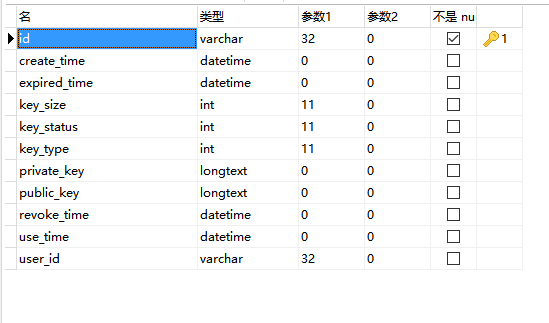 名 类型 参数1 参数2 不是 nu
id varchar 32 0 1
create_time datetime 0 0
expired_time datetime 0 0
key_size int 11 0
key_status int 11 0
key_type int 11 0
private_key longtext 0 0
public_key longtext 0 0
revoke_time datetime 0 0
use_time datetime 0 0
user_id varchar 32 0